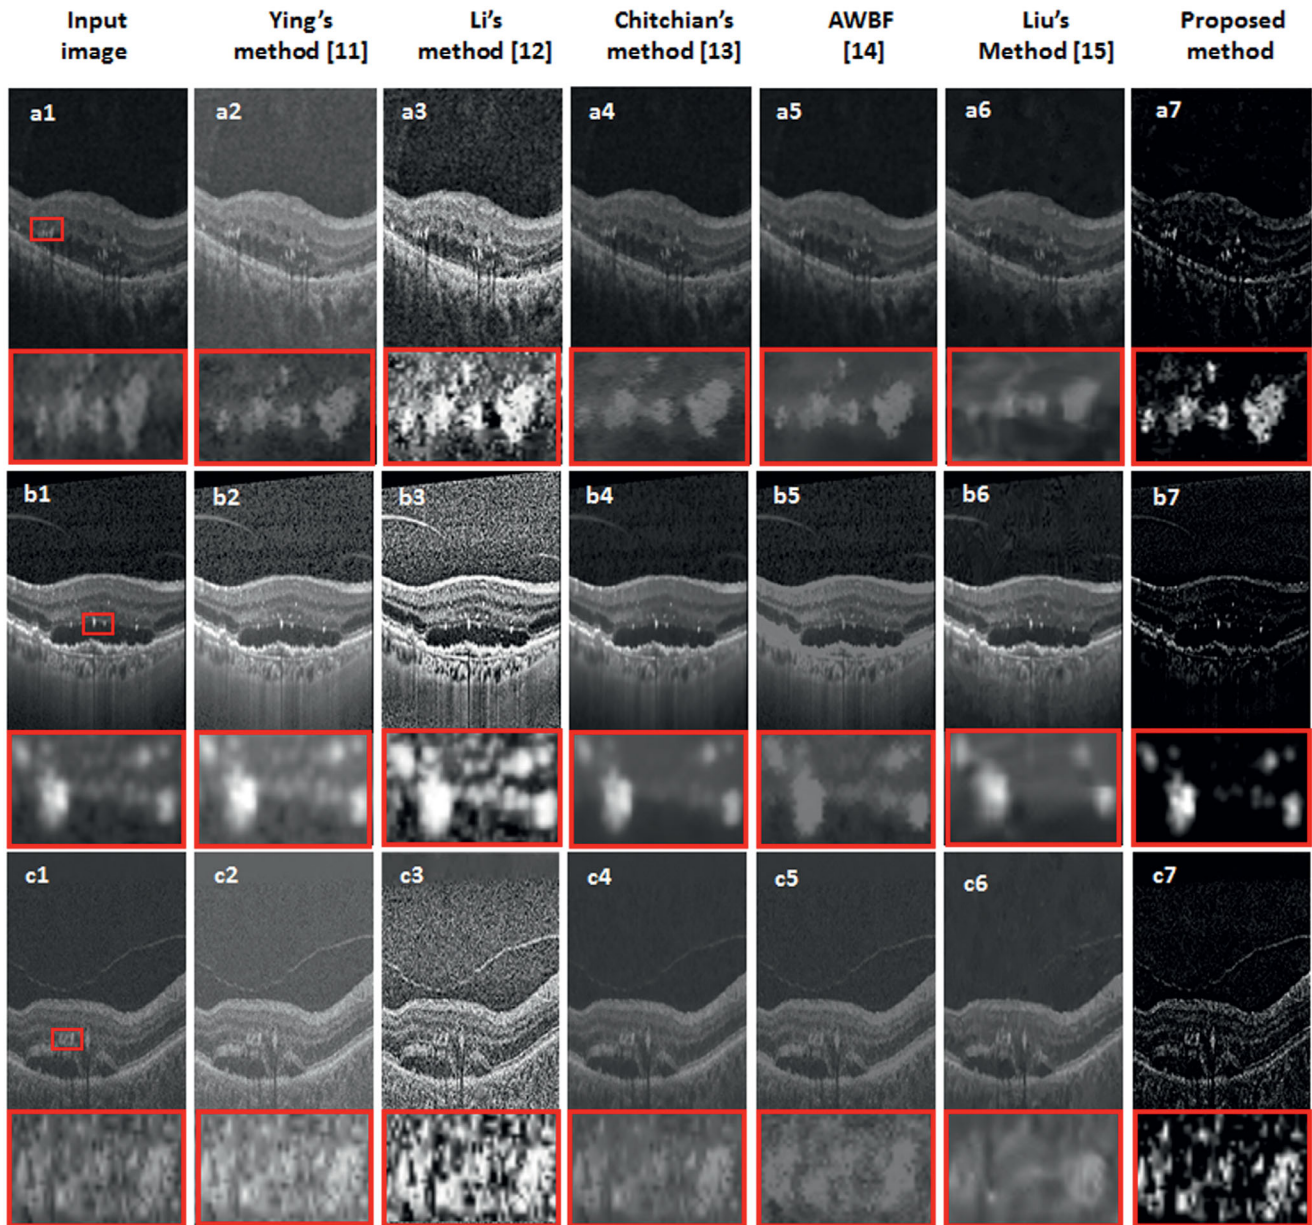 Input image
Ying's method [11]
Li's method [12]
Chitchian's method [13]
AWBF [14]
Liu's Method [15]
Proposed method
a1 a2 a3 a4 a5 a6 a7
b1 b2 b3 b4 b5 b6 b7
c1 c2 c3 c4 c5 c6 c7